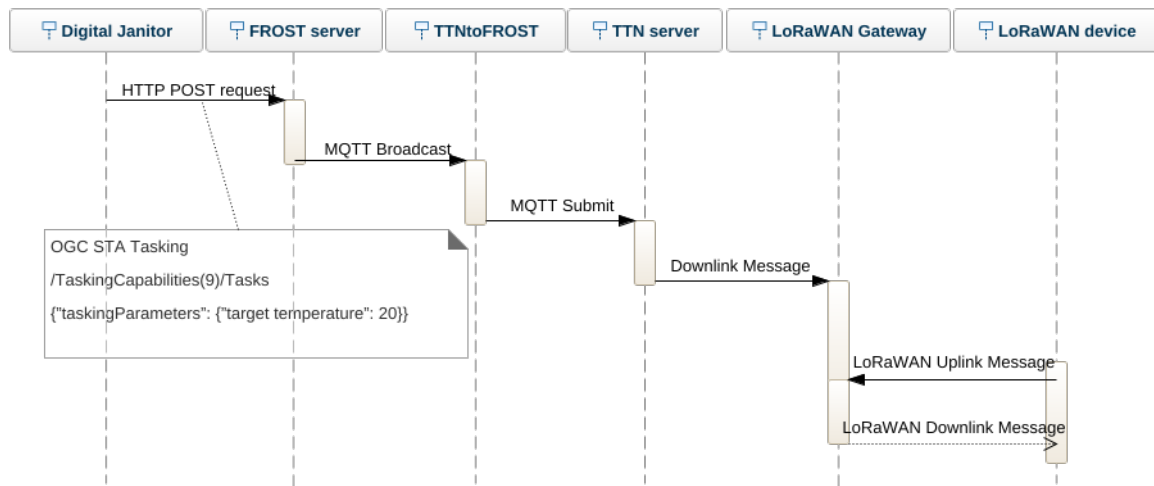 Digital Janitor
FROST server
TTNtoFROST
TTN server
LoRaWAN Gateway
LoRaWAN device
HTTP POST request
MQTT Broadcast
MQTT Submit
OGC STA Tasking
/TaskingCapabilities(9)/Tasks
{"taskingParameters": {"target temperature": 20}}
Downlink Message
LoRaWAN Uplink Message
LoRaWAN Downlink Message